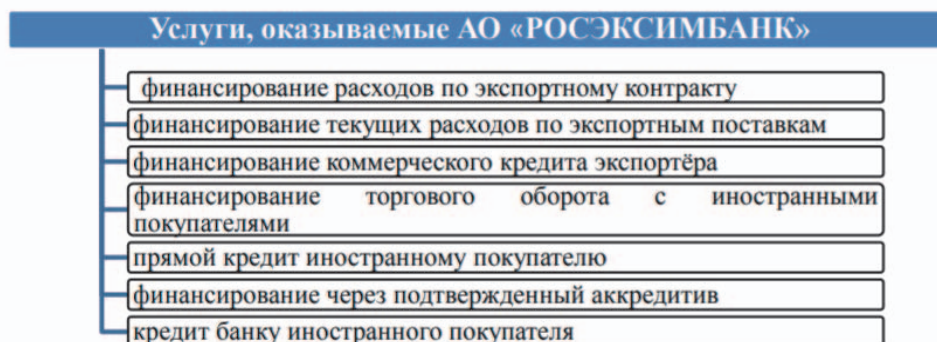 Услуги, оказываемые АО «РОСЭКСИМБАНК»
финансирование расходов по экспортному контракту
финансирование текущих расходов по экспортным поставкам
финансирование коммерческого кредита экспортёра
финансирование торгового оборота с иностранными
покупателями
прямой кредит иностранному покупателю
финансирование через подтвержденный аккредитив
кредит банку иностранного покупателя